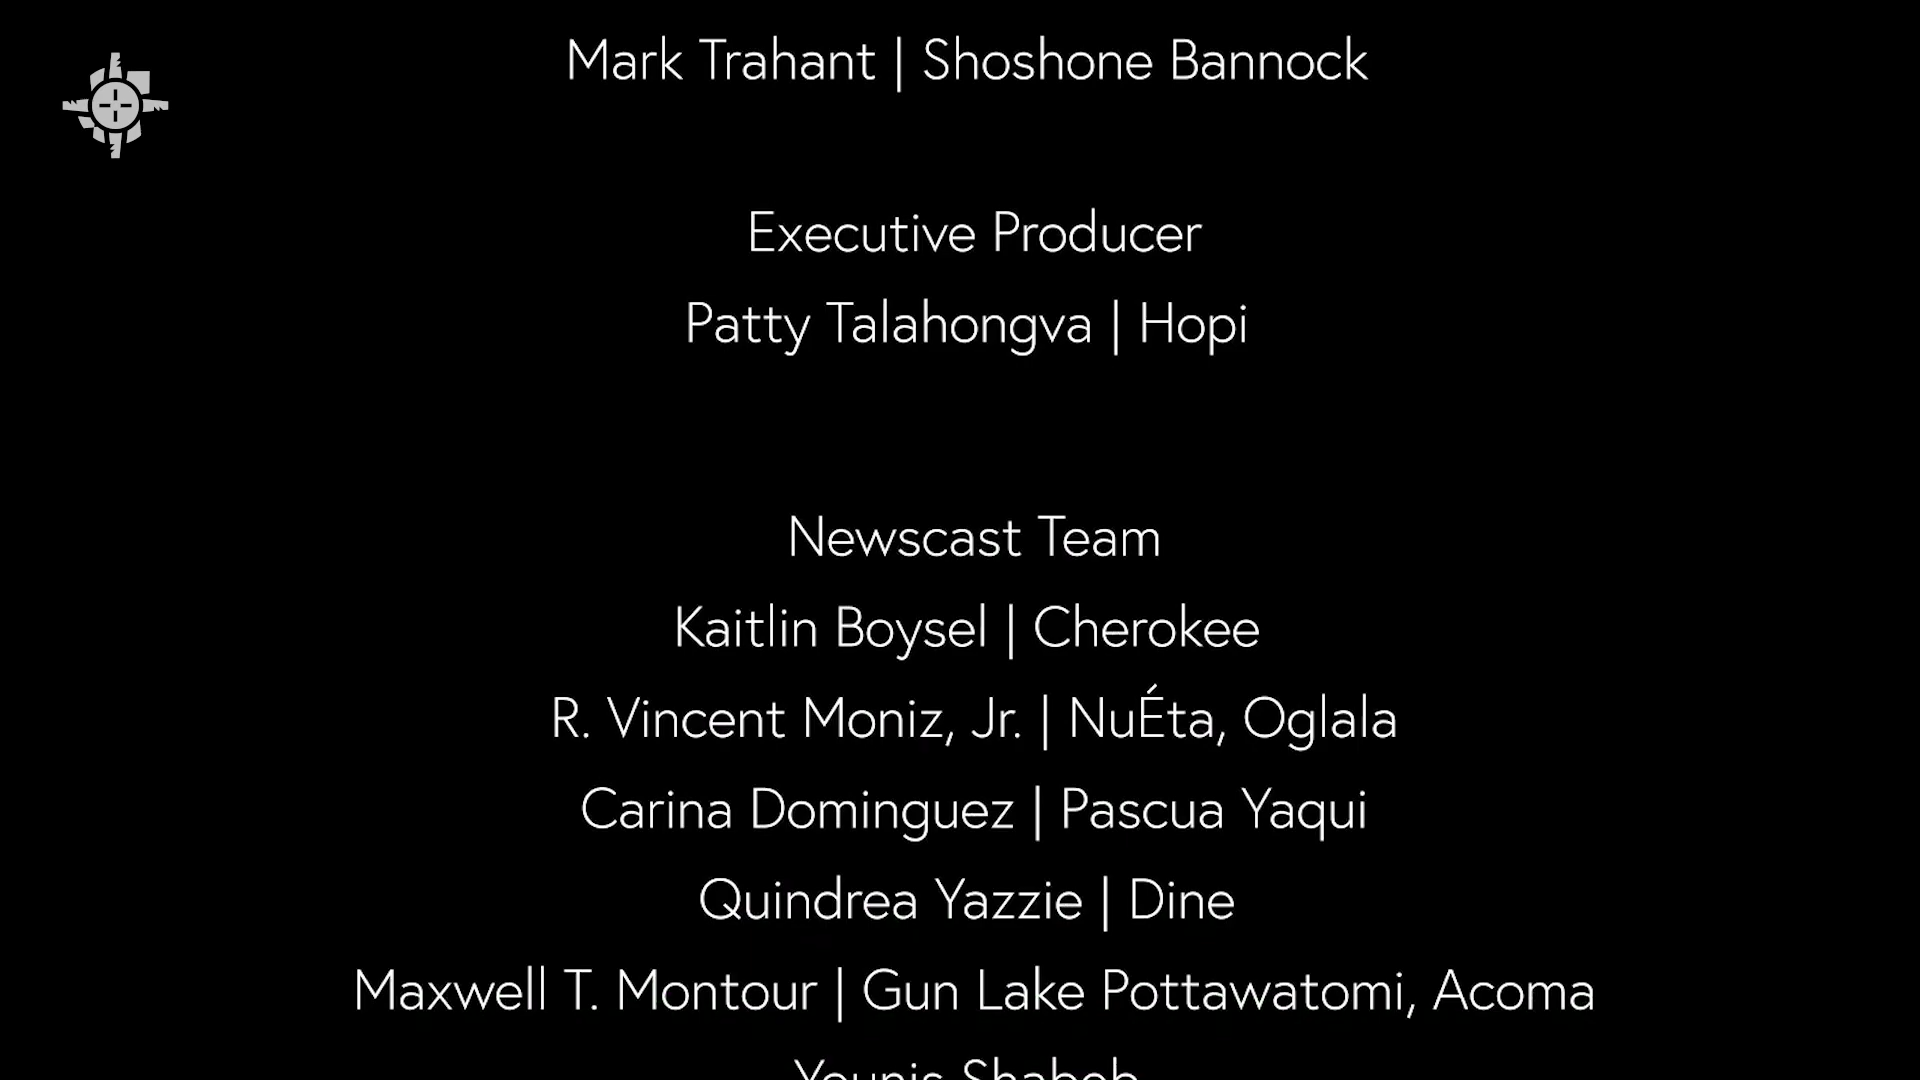 Mark Trahant | Shoshone Bannock
Executive Producer
Patty Talahongva | Hopi
Newscast Team
Kaitlin Boysel | Cherokee
R. Vincent Moniz, Jr. | NuÉta, Oglala
Carina Dominguez | Pascua Yaqui
Quindrea Yazzie | Dine
Maxwell T. Montour | Gun Lake Pottawatomi, Acoma